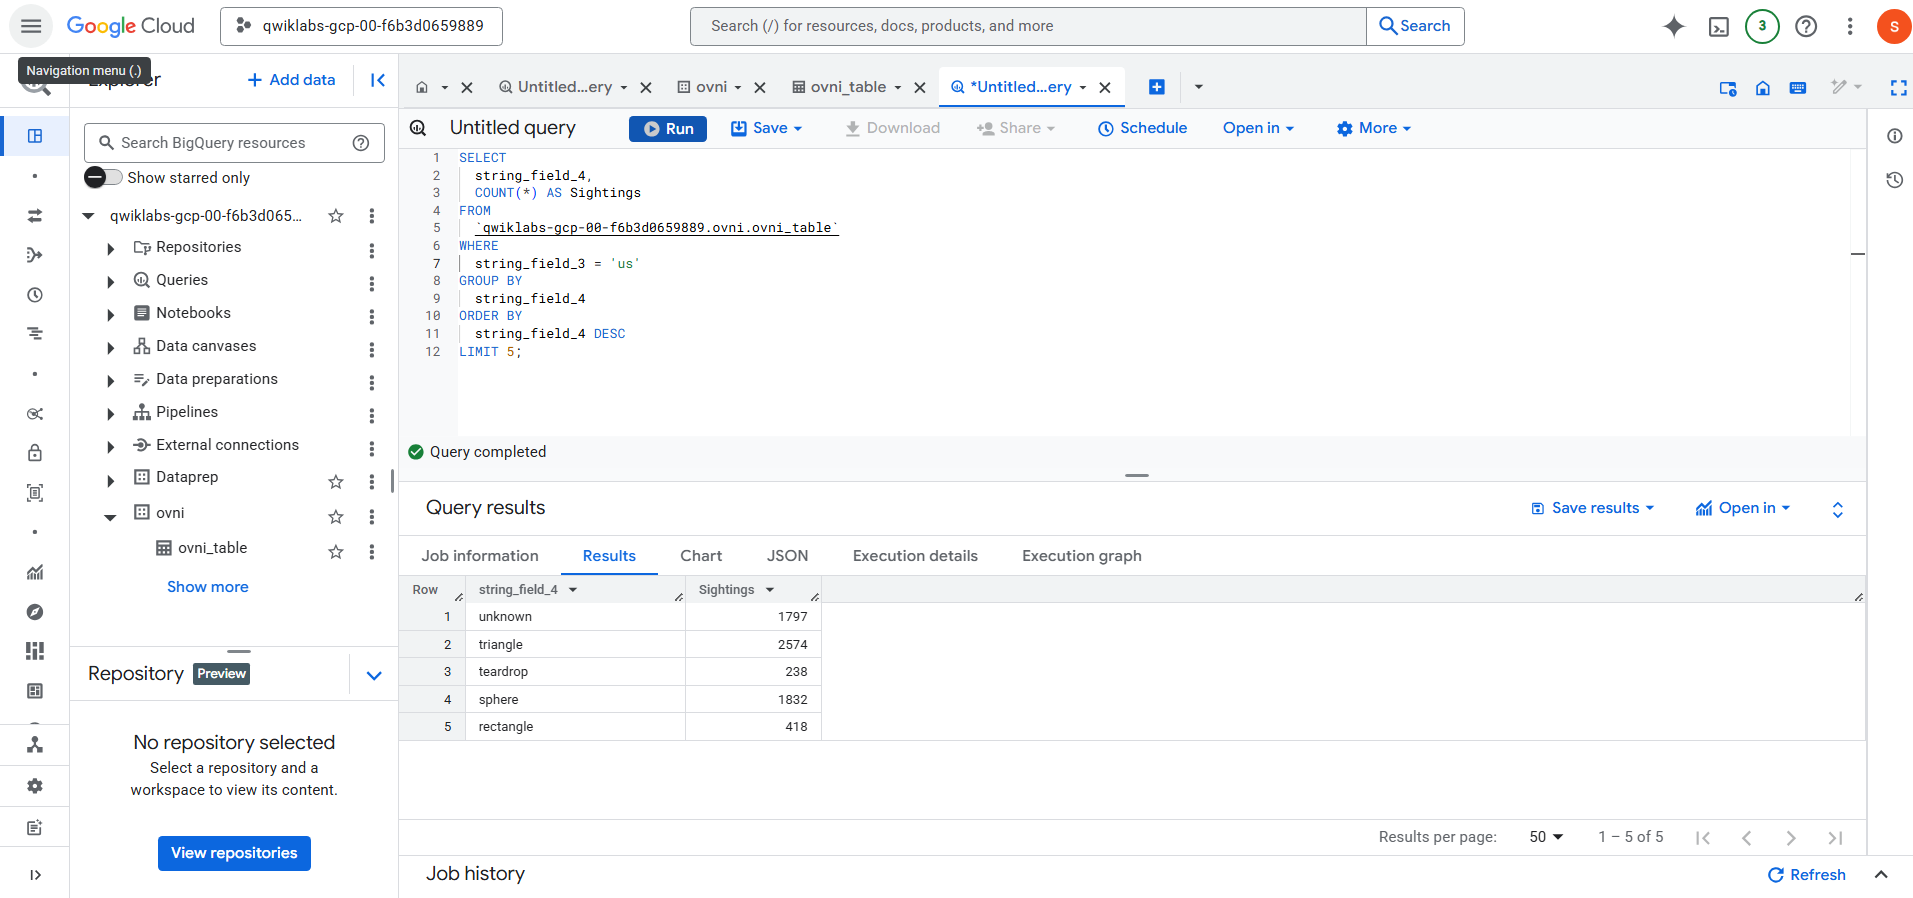 Google Cloud
qwiklabs-gcp-00-f6b3d0659889
Search (/) for resources, docs, products, and more
Search
3
S
Navigation menu (.)
Add data
Untitled...ery
ovni
ovni_table
*Untitled...ery
Search BigQuery resources
Show starred only
qwiklabs-gcp-00-f6b3d065...
Repositories
Queries
Notebooks
Data canvases
Data preparations
Pipelines
External connections
Dataprep
ovni
ovni_table
Show more
Repository Preview
No repository selected
Select a repository and a
workspace to view its content.
View repositories
Untitled query
Run
Save
Download
Share
Schedule
Open in
More
1 SELECT
2 string_field_4,
3 COUNT(*) AS Sightings
4 FROM
5 `qwiklabs-gcp-00-f6b3d0659889.ovni.ovni_table`
6 WHERE
7 string_field_3 = 'us'
8 GROUP BY
9 string_field_4
10 ORDER BY
11 string_field_4 DESC
12 LIMIT 5;
Query completed
Query results
Save results
Open in
Job information Results Chart JSON Execution details Execution graph
Row string_field_4 Sightings
1 unknown 1797
2 triangle 2574
3 teardrop 238
4 sphere 1832
5 rectangle 418
Results per page: 50 1 – 5 of 5
Job history
Refresh